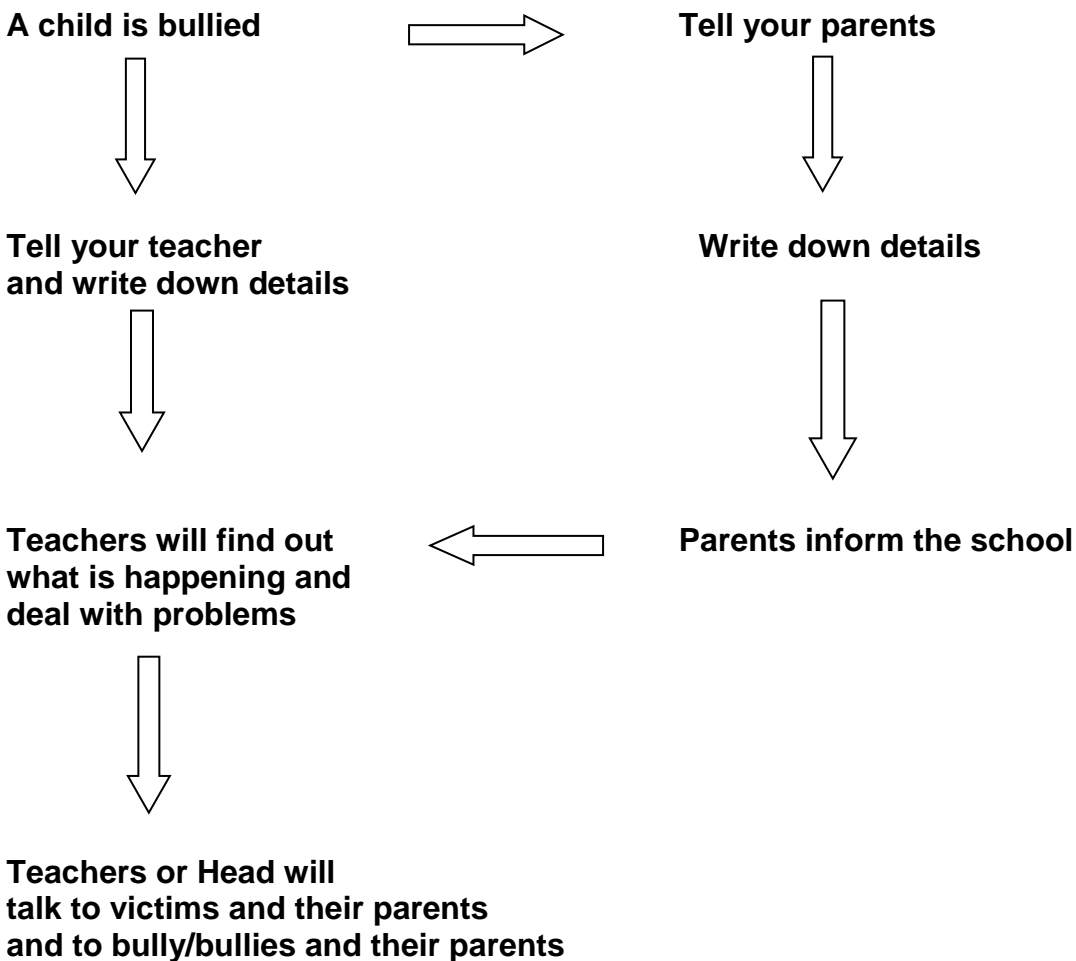 A child is bullied
Tell your parents
Tell your teacher
and write down details
Write down details
Teachers will find out
what is happening and
deal with problems
Parents inform the school
Teachers or Head will
talk to victims and their parents
and to bully/bullies and their parents